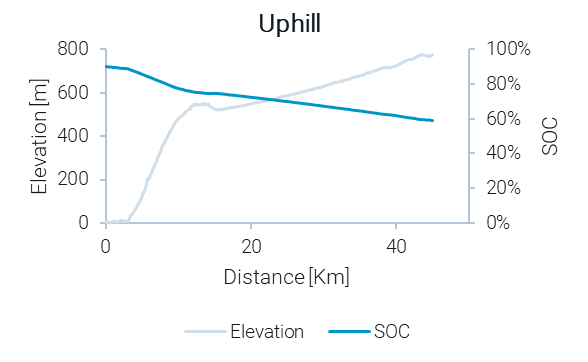 Uphill
800
600
400
200
0
Elevation [m]
100%
80%
60%
40%
20%
0%
SOC
0 20 40
Distance [Km]
Elevation SOC